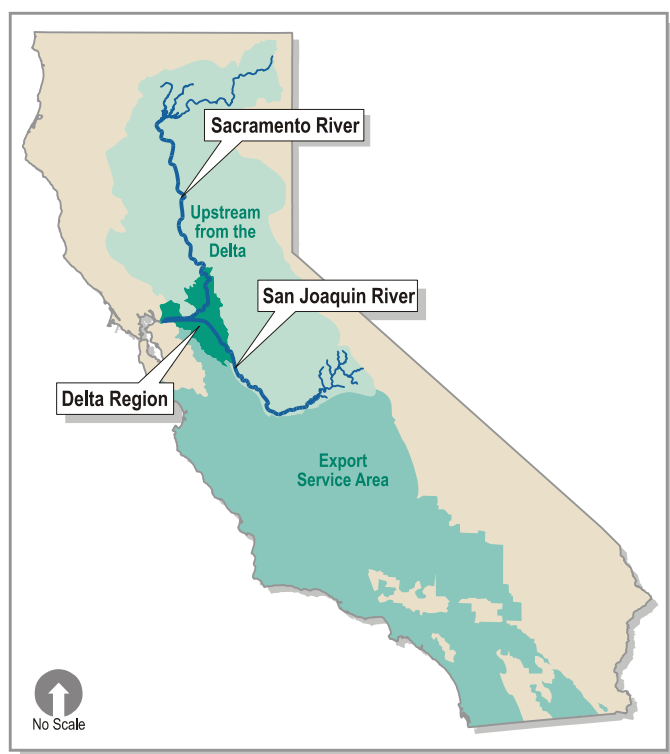 Sacramento River
Upstream
from the
Delta
San Joaquin River
Delta Region
Export
Service Area
No Scale